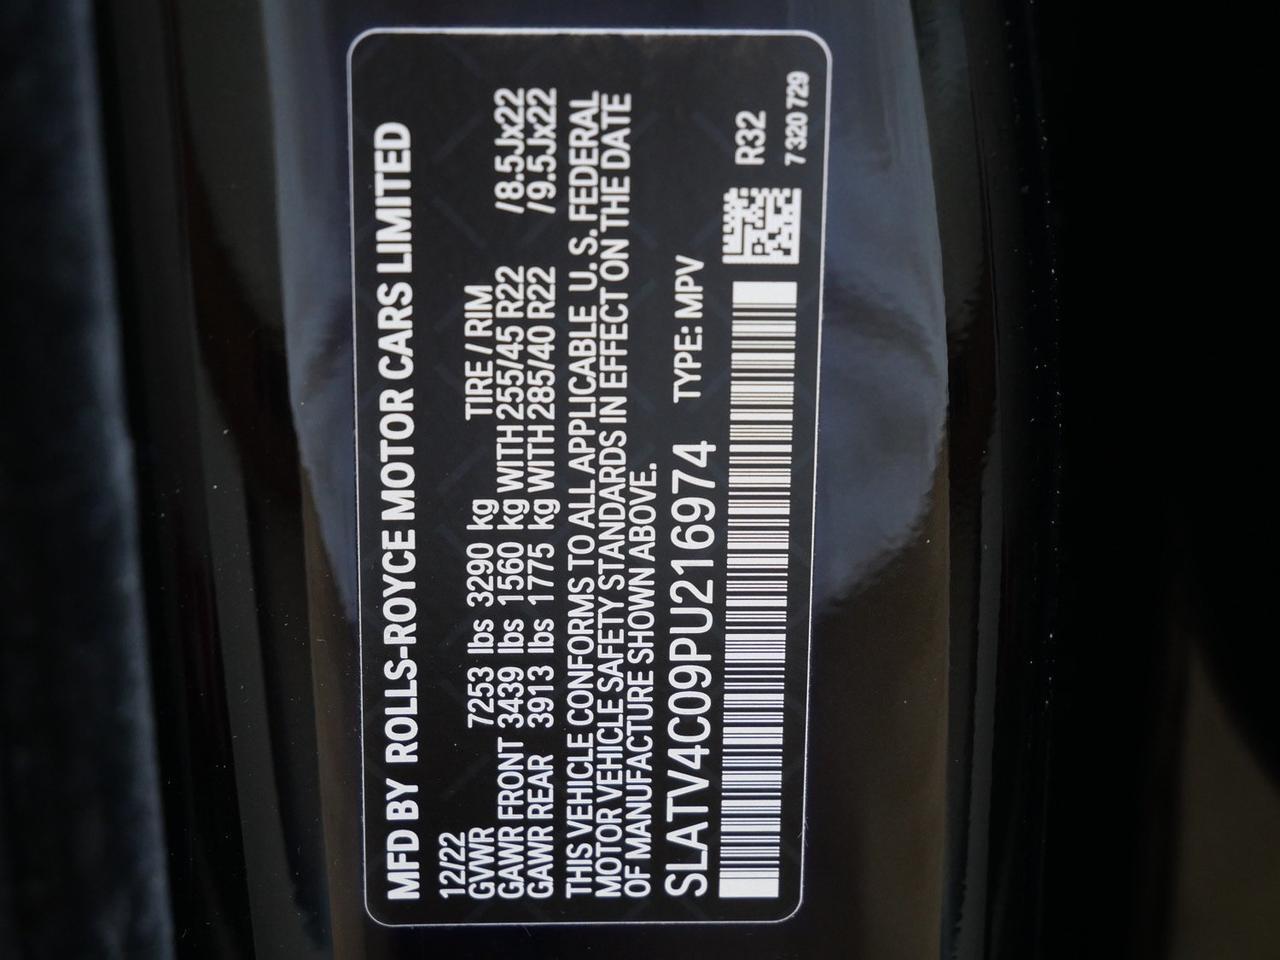 MFD BY ROLLS-ROYCE MOTOR CARS LIMITED
12/22
GVWR 7253 lbs 3290 kg TIRE / RIM
GAWR FRONT 3439 lbs 1560 kg WITH 255/45 R22 /8.5Jx22
GAWR REAR 3913 lbs 1775 kg WITH 285/40 R22 /9.5Jx22
THIS VEHICLE CONFORMS TO ALL APPLICABLE U. S. FEDERAL
MOTOR VEHICLE SAFETY STANDARDS IN EFFECT ON THE DATE
OF MANUFACTURE SHOWN ABOVE.
SLATV4C09PU216974 TYPE: MPV
R32
7 320 729